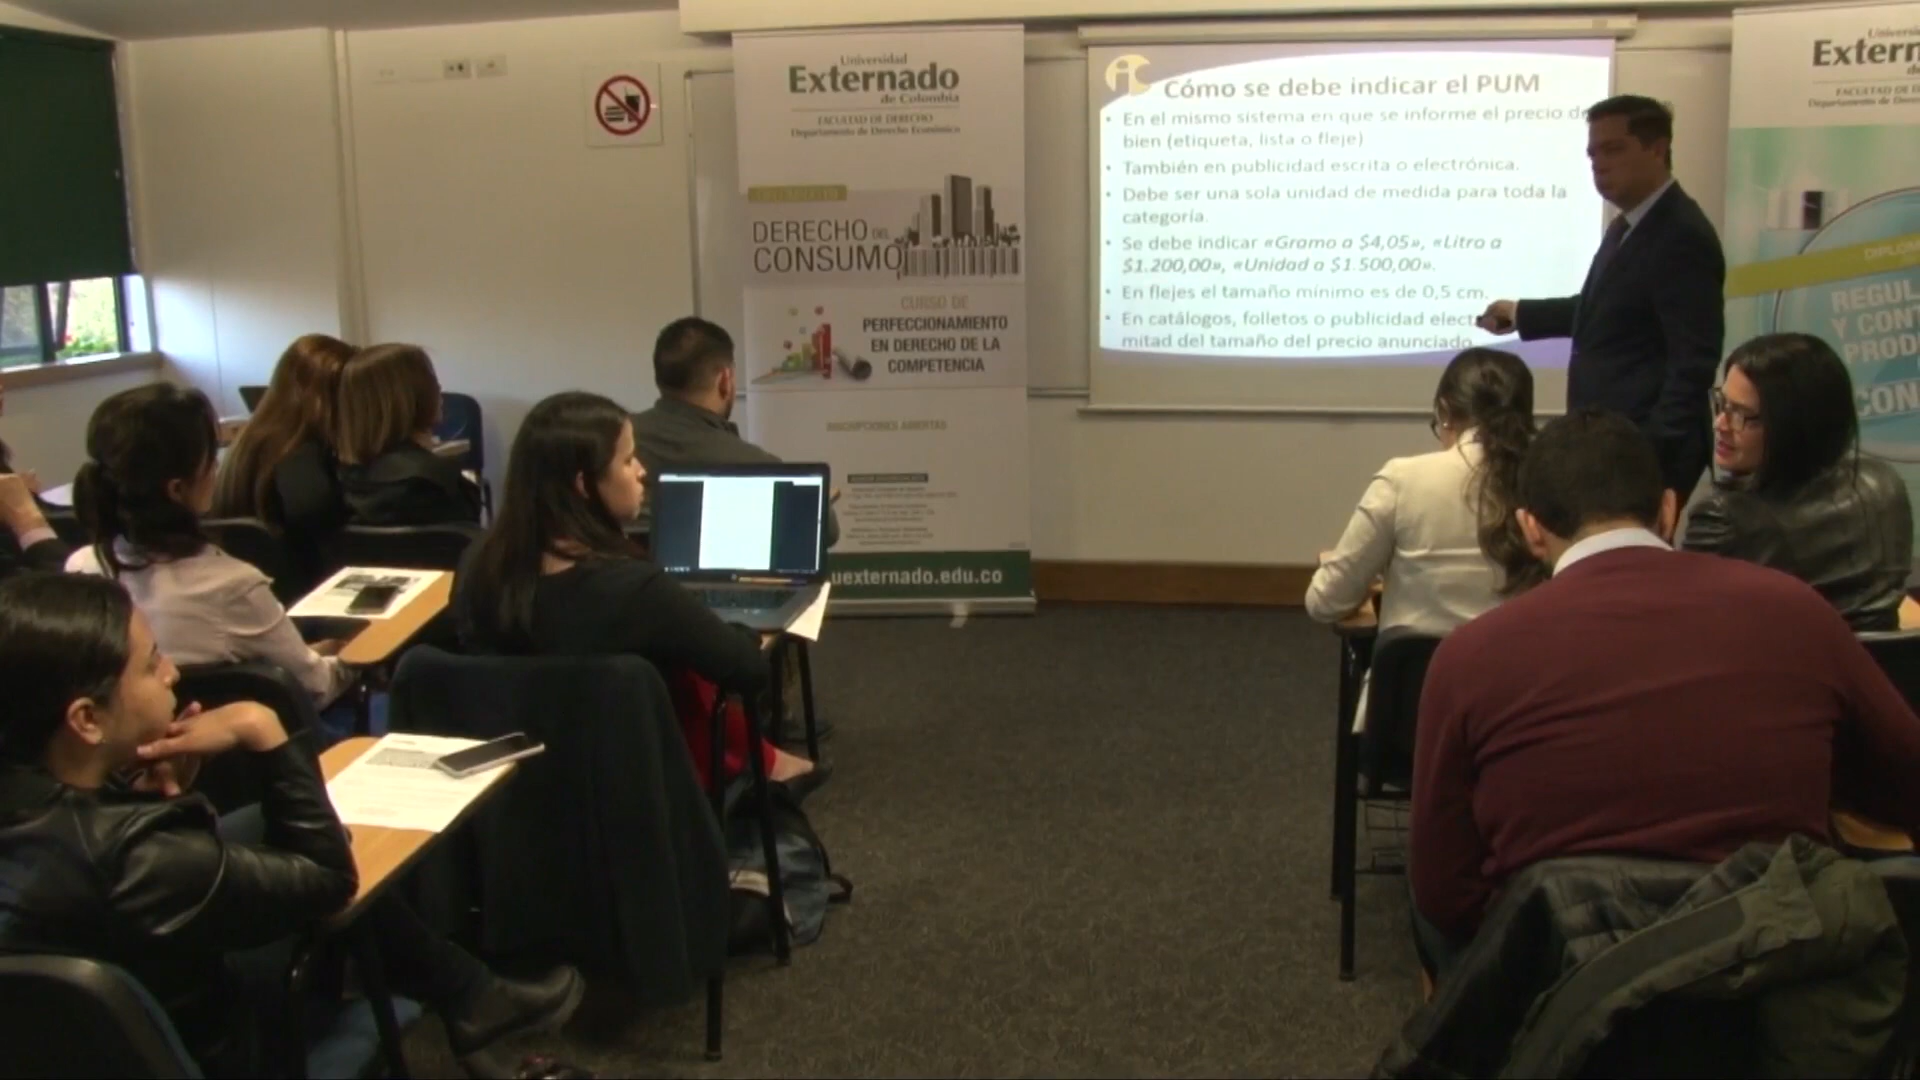 Universidad
Externado
de Colombia
FACULTAD DE DERECHO
Departamento de Derecho Económico
DIPLOMADO EN
DERECHO DEL
CONSUMO
CURSO DE
PERFECCIONAMIENTO
EN DERECHO DE LA
COMPETENCIA
INSCRIPCIONES ABIERTAS
uexternado.edu.co
Cómo se debe indicar el PUM
• En el mismo sistema en que se informe el precio de
bien (etiqueta, lista o fleje)
• También en publicidad escrita o electrónica.
• Debe ser una sola unidad de medida para toda la
categoría.
• Se debe indicar «Gramo a $4,05», «Litro a
$1.200,00», «Unidad a $1.500,00».
• En flejes el tamaño mínimo es de 0,5 cm.
• En catálogos, folletos o publicidad elect
mitad del tamaño del precio anunciado.
Extern
FACULTAD DE D
DIPLOM
REGUL
Y CONT
PROD
CON